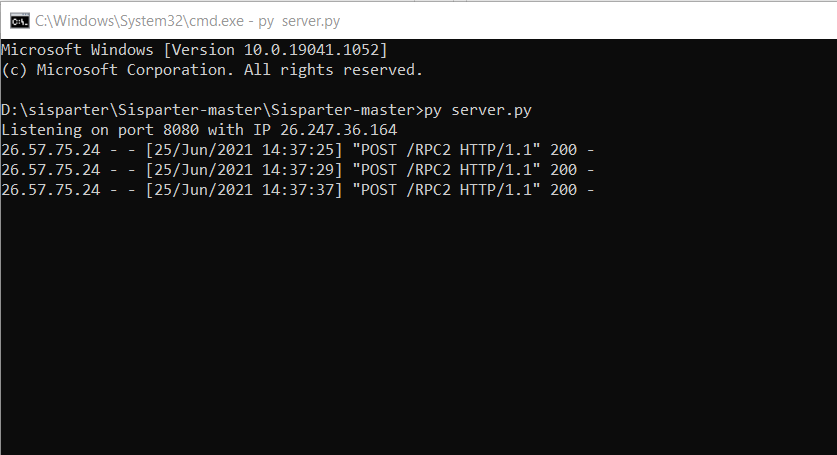 C:\Windows\System32\cmd.exe - py  server.py
Microsoft Windows [Version 10.0.19041.1052]
(c) Microsoft Corporation. All rights reserved.
D:\sisparter\Sisparter-master\Sisparter-master>py server.py
Listening on port 8080 with IP 26.247.36.164
26.57.75.24 - - [25/Jun/2021 14:37:25] "POST /RPC2 HTTP/1.1" 200 -
26.57.75.24 - - [25/Jun/2021 14:37:29] "POST /RPC2 HTTP/1.1" 200 -
26.57.75.24 - - [25/Jun/2021 14:37:37] "POST /RPC2 HTTP/1.1" 200 -